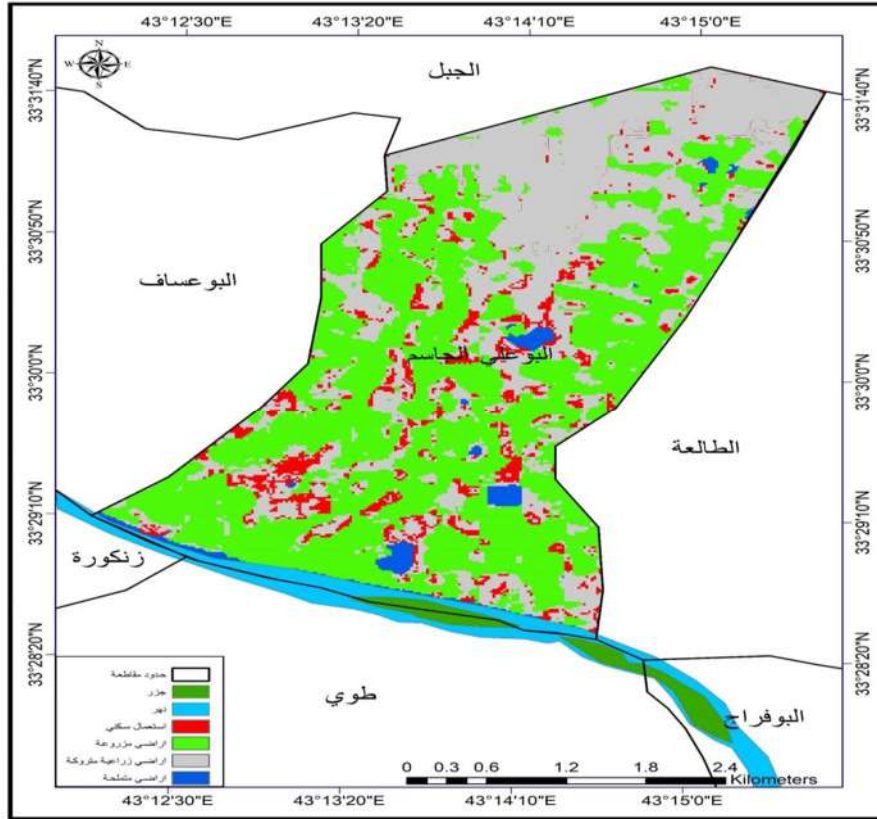 43°12'30"E
43°13'20"E
43°14'10"E
43°15'0"E
N
W E
S
الجبل
33°31'40"N
33°31'40"N
33°30'50"N
33°30'50"N
البوعساف
البوعلي الجاسم
33°30'0"N
33°30'0"N
الطالعة
33°29'10"N
33°29'10"N
زنكورة
33°28'20"N
33°28'20"N
طوي
البوفراج
حدود مقاطعة
جزر
نهر
استعمال سكني
اراضي مزروعة
اراضي زراعية متروكة
اراضي متملحة
0 0.3 0.6 1.2 1.8 2.4
Kilometers
43°12'30"E
43°13'20"E
43°14'10"E
43°15'0"E